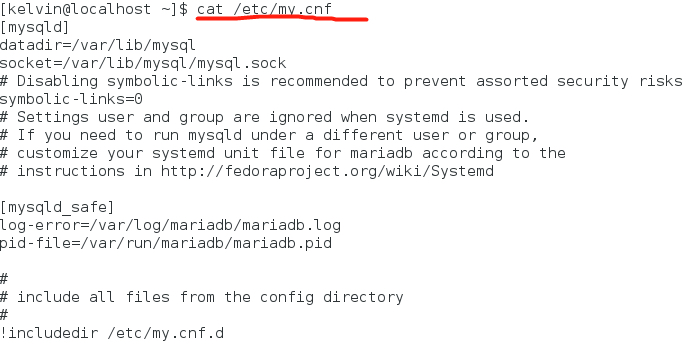 [kelvin@localhost ~]$ cat /etc/my.cnf
[mysqld]
datadir=/var/lib/mysql
socket=/var/lib/mysql/mysql.sock
# Disabling symbolic-links is recommended to prevent assorted security risks
symbolic-links=0
# Settings user and group are ignored when systemd is used.
# If you need to run mysqld under a different user or group,
# customize your systemd unit file for mariadb according to the
# instructions in http://fedoraproject.org/wiki/Systemd

[mysqld_safe]
log-error=/var/log/mariadb/mariadb.log
pid-file=/var/run/mariadb/mariadb.pid

#
# include all files from the config directory
#
!includedir /etc/my.cnf.d